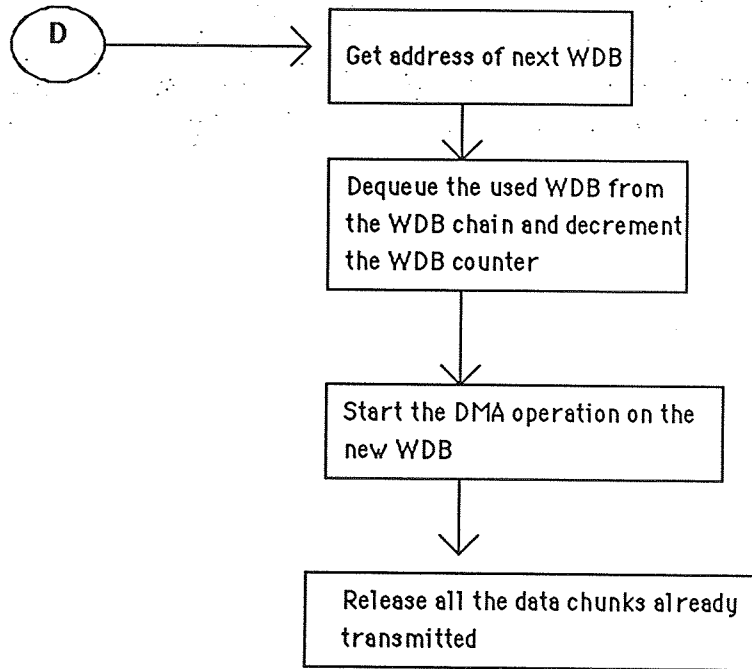 D
Get address of next WDB
Dequeue the used WDB from
the WDB chain and decrement
the WDB counter
Start the DMA operation on the
new WDB
Release all the data chunks already
transmitted